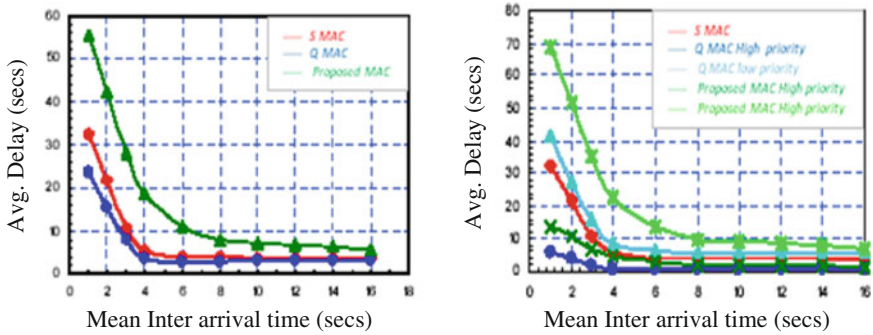 60
50
40
30
20
10
0
0 2 4 6 8 10 12 14 16 18
Avg. Delay (secs)
Mean Inter arrival time (secs)
S MAC
Q MAC
Proposed MAC
80
70
60
50
40
30
20
10
0
0 2 4 6 8 10 12 14 16
Avg. Delay (secs)
Mean Inter arrival time (secs)
S MAC
Q MAC High priority
Q MAC low priority
Proposed MAC High priority
Proposed MAC High priority